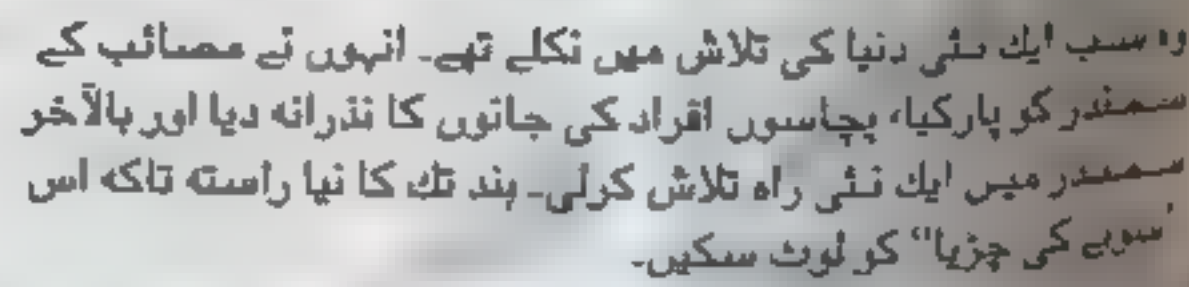 وہ سب ایک نئی دنیا کی تلاش میں نکلے تھے۔ انہوں نے مصائب کے
سمندر کو پارکیا، پچاسوں افراد کی جانوں کا نذرانہ دیا اور بالآخر
سمندر میں ایک نئی راہ تلاش کرلی۔ ہند تک کا نیا راستہ تاکہ اس
"سونے کی چڑیا" کو لوٹ سکیں۔